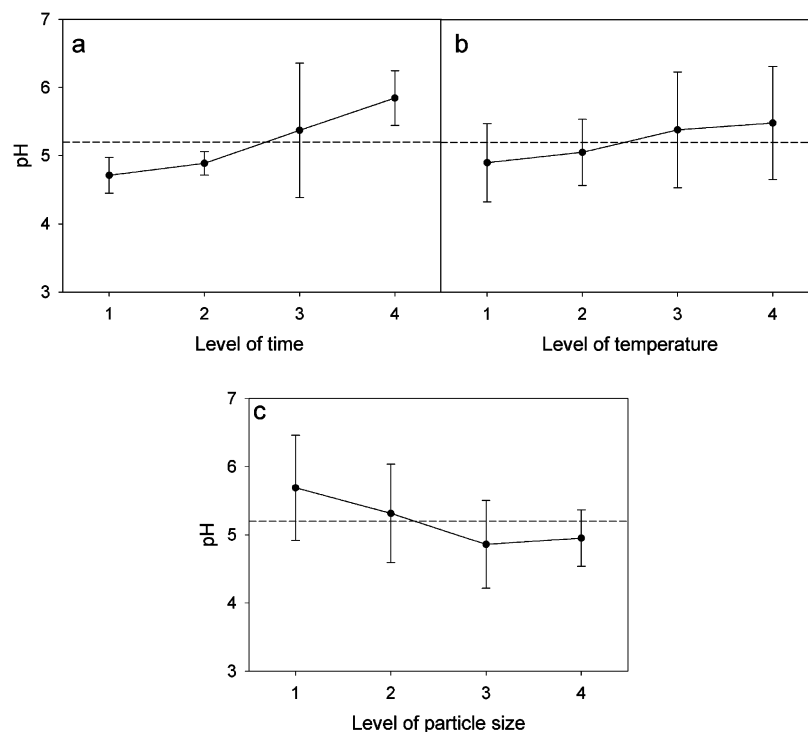 a
b
7
6
5
4
3
pH
1 2 3 4 1 2 3 4
Level of time Level of temperature
c
7
6
5
4
3
pH
1 2 3 4
Level of particle size